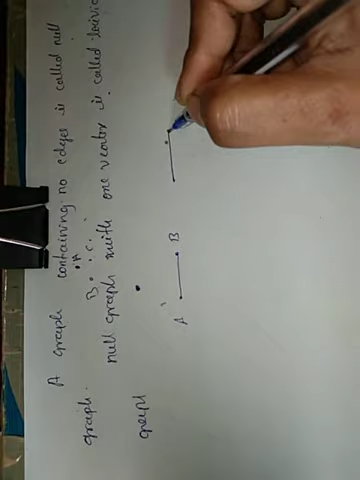 A graph containing no edges is called null
graph.
A
B C
null graph with one vertex is called
graph
A B